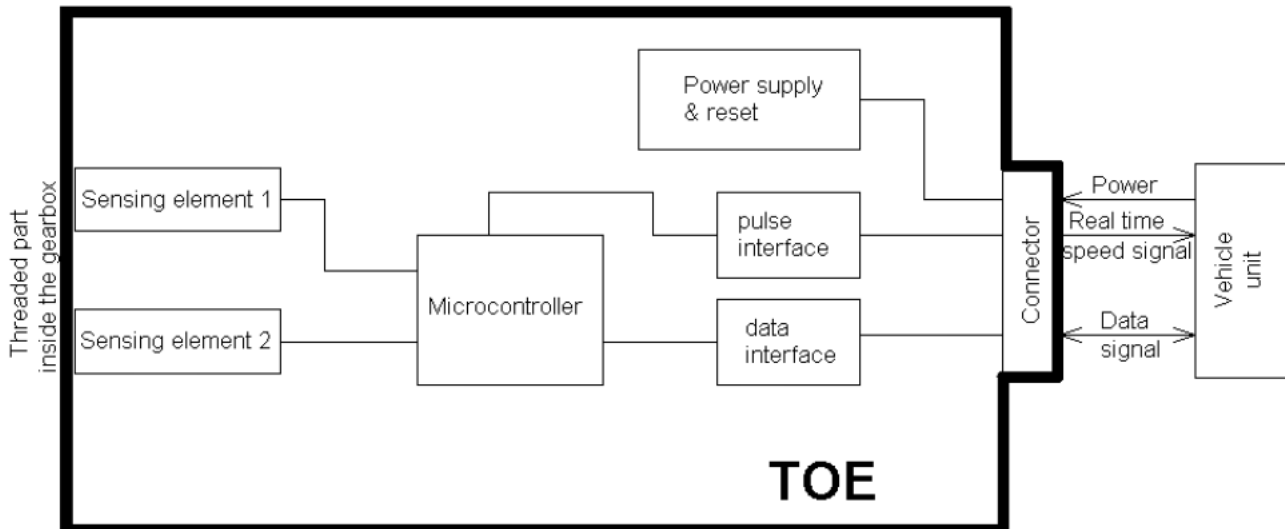 Power supply
& reset
Threaded part
inside the gearbox
Sensing element 1
Sensing element 2
Microcontroller
pulse
interface
data
interface
Connector
Power
Real time
speed signal
Data
signal
Vehicle
unit
TOE